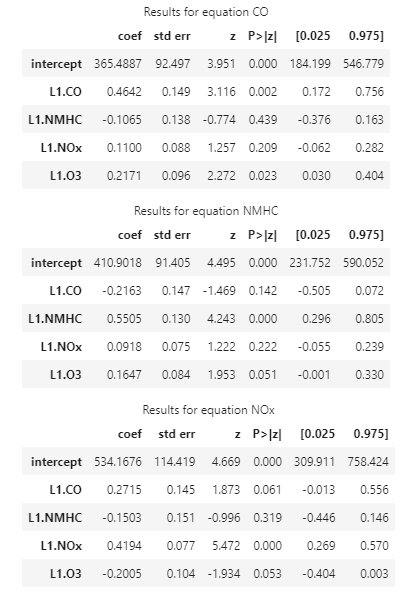 Results for equation CO
coef std err z P>|z| [0.025 0.975]
intercept 365.4887 92.497 3.951 0.000 184.199 546.779
L1.CO 0.4642 0.149 3.116 0.002 0.172 0.756
L1.NMHC -0.1065 0.138 -0.774 0.439 -0.376 0.163
L1.NOx 0.1100 0.088 1.257 0.209 -0.062 0.282
L1.O3 0.2171 0.096 2.272 0.023 0.030 0.404
Results for equation NMHC
coef std err z P>|z| [0.025 0.975]
intercept 410.9018 91.405 4.495 0.000 231.752 590.052
L1.CO -0.2163 0.147 -1.469 0.142 -0.505 0.072
L1.NMHC 0.5505 0.130 4.243 0.000 0.296 0.805
L1.NOx 0.0918 0.075 1.222 0.222 -0.055 0.239
L1.O3 0.1647 0.084 1.953 0.051 -0.001 0.330
Results for equation NOx
coef std err z P>|z| [0.025 0.975]
intercept 534.1676 114.419 4.669 0.000 309.911 758.424
L1.CO 0.2715 0.145 1.873 0.061 -0.013 0.556
L1.NMHC -0.1503 0.151 -0.996 0.319 -0.446 0.146
L1.NOx 0.4194 0.077 5.472 0.000 0.269 0.570
L1.O3 -0.2005 0.104 -1.934 0.053 -0.404 0.003